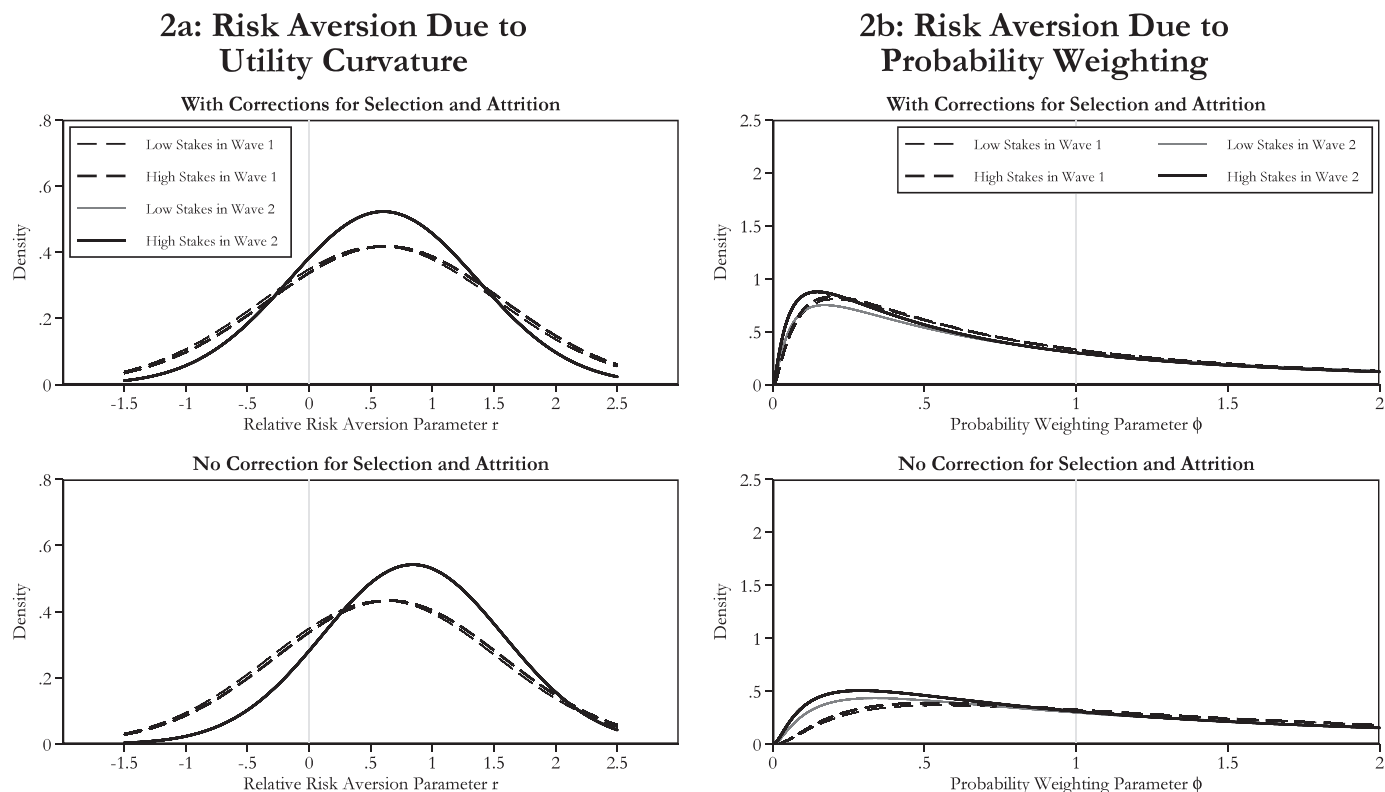 2a: Risk Aversion Due to
Utility Curvature
With Corrections for Selection and Attrition
.8
.6
.4
.2
0
Density
Low Stakes in Wave 1
High Stakes in Wave 1
Low Stakes in Wave 2
High Stakes in Wave 2
-1.5 -1 -.5 0 .5 1 1.5 2 2.5
Relative Risk Aversion Parameter r
No Correction for Selection and Attrition
.8
.6
.4
.2
0
Density
-1.5 -1 -.5 0 .5 1 1.5 2 2.5
Relative Risk Aversion Parameter r
2b: Risk Aversion Due to
Probability Weighting
With Corrections for Selection and Attrition
2.5
2
1.5
1
.5
0
Density
Low Stakes in Wave 1 Low Stakes in Wave 2
High Stakes in Wave 1 High Stakes in Wave 2
0 .5 1 1.5 2
Probability Weighting Parameter ϕ
No Correction for Selection and Attrition
2.5
2
1.5
1
.5
0
Density
0 .5 1 1.5 2
Probability Weighting Parameter ϕ